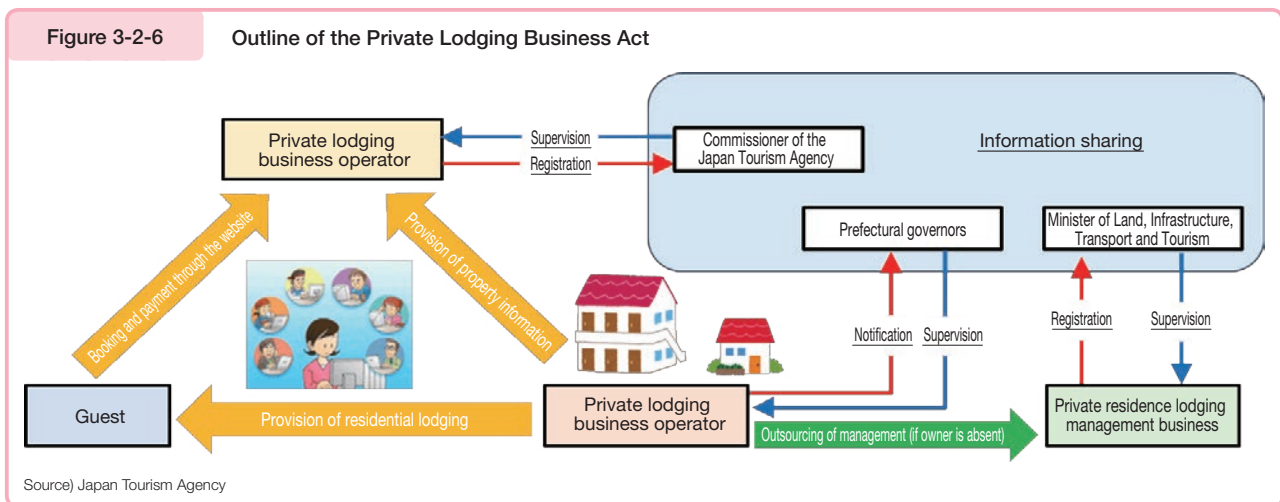 Figure 3-2-6
Outline of the Private Lodging Business Act
Private lodging
business operator
Supervision
Registration
Commissioner of the
Japan Tourism Agency
Information sharing
Prefectural governors
Minister of Land, Infrastructure,
Transport and Tourism
Booking and payment through the website
Provision of property information
Notification
Supervision
Registration
Supervision
Guest
Provision of residential lodging
Private lodging
business operator
Outsourcing of management (if owner is absent)
Private residence lodging
management business
Source) Japan Tourism Agency